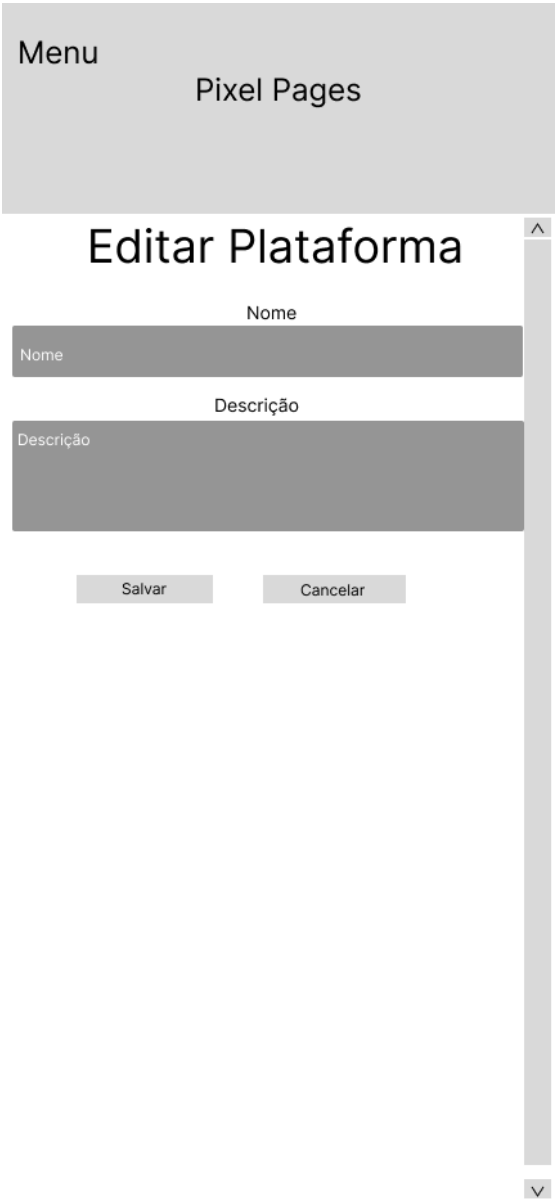 Menu
Pixel Pages
Editar Plataforma
Nome
Nome
Descrição
Descrição
Salvar
Cancelar